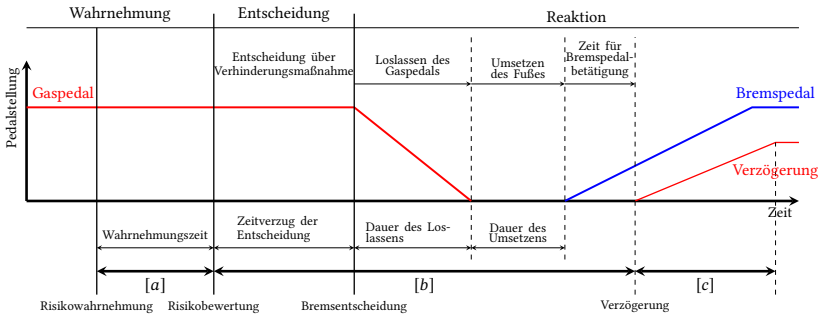 Wahrnehmung
Entscheidung
Reaktion
Entscheidung über
Verhinderungsmaßnahme
Loslassen des
Gaspedals
Umsetzen
des Fußes
Zeit für
Bremspedal-
betätigung
Pedalstellung
Gaspedal
Bremspedal
Verzögerung
Zeit
Wahrnehmungszeit
Zeitverzug der
Entscheidung
Dauer des Los-
lassens
Dauer des
Umsetzens
[a]
[b]
[c]
Risikowahrnehmung
Risikobewertung
Bremsentscheidung
Verzögerung